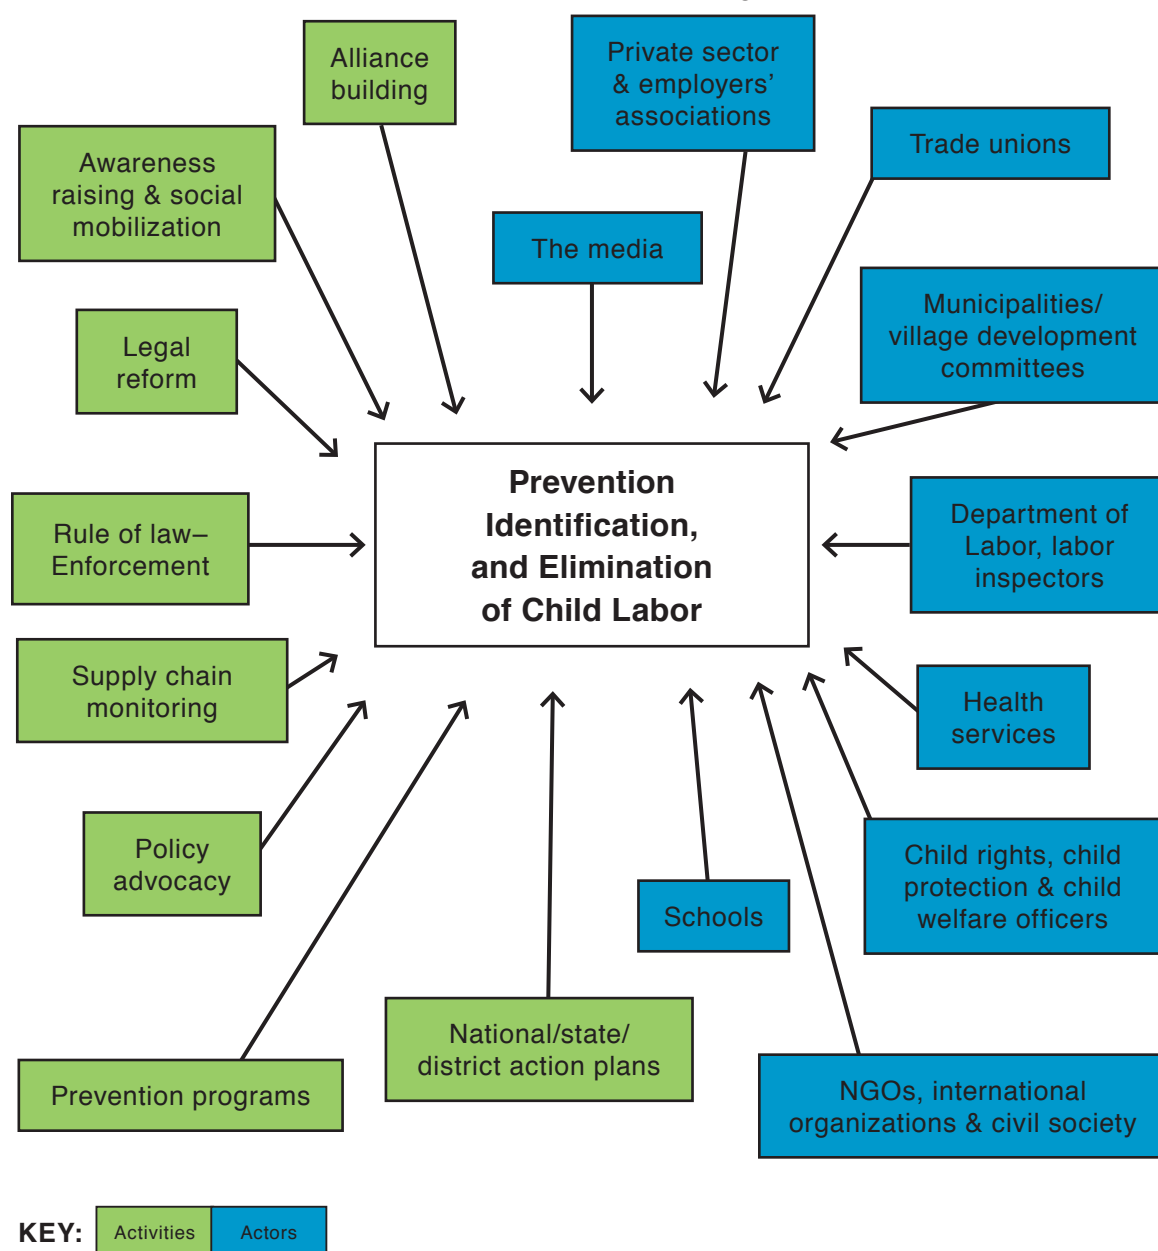 Alliance
building
Private sector
& employers’
associations
Trade unions
Awareness
raising & social
mobilization
The media
Municipalities/
village development
committees
Legal
reform
Prevention
Identification,
and Elimination
of Child Labor
Rule of law–
Enforcement
Department of
Labor, labor
inspectors
Supply chain
monitoring
Health
services
Policy
advocacy
Child rights, child
protection & child
welfare officers
Schools
National/state/
district action plans
Prevention programs
NGOs, international
organizations & civil society
KEY: Activities Actors